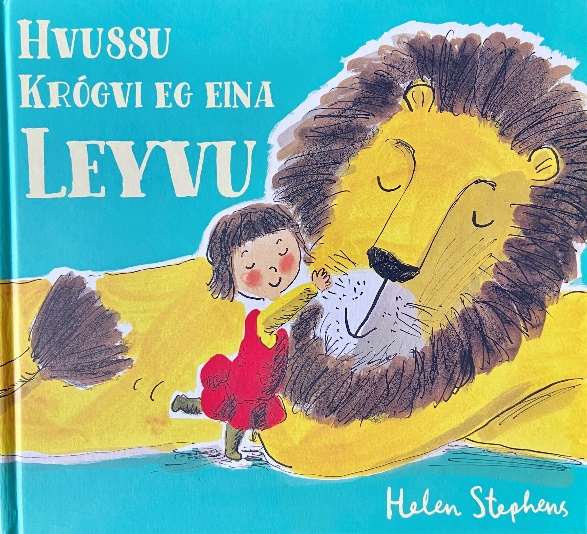 HVUSSU
KRÓGVI EG EINA
LEYVU
Helen Stephens